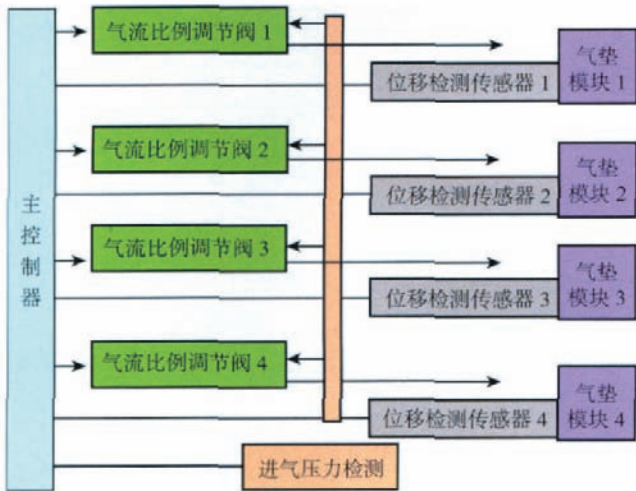 主控制器
气流比例调节阀 1
位移检测传感器 1
气垫
模块 1
气流比例调节阀 2
位移检测传感器 2
气垫
模块 2
气流比例调节阀 3
位移检测传感器 3
气垫
模块 3
气流比例调节阀 4
位移检测传感器 4
气垫
模块 4
进气压力检测